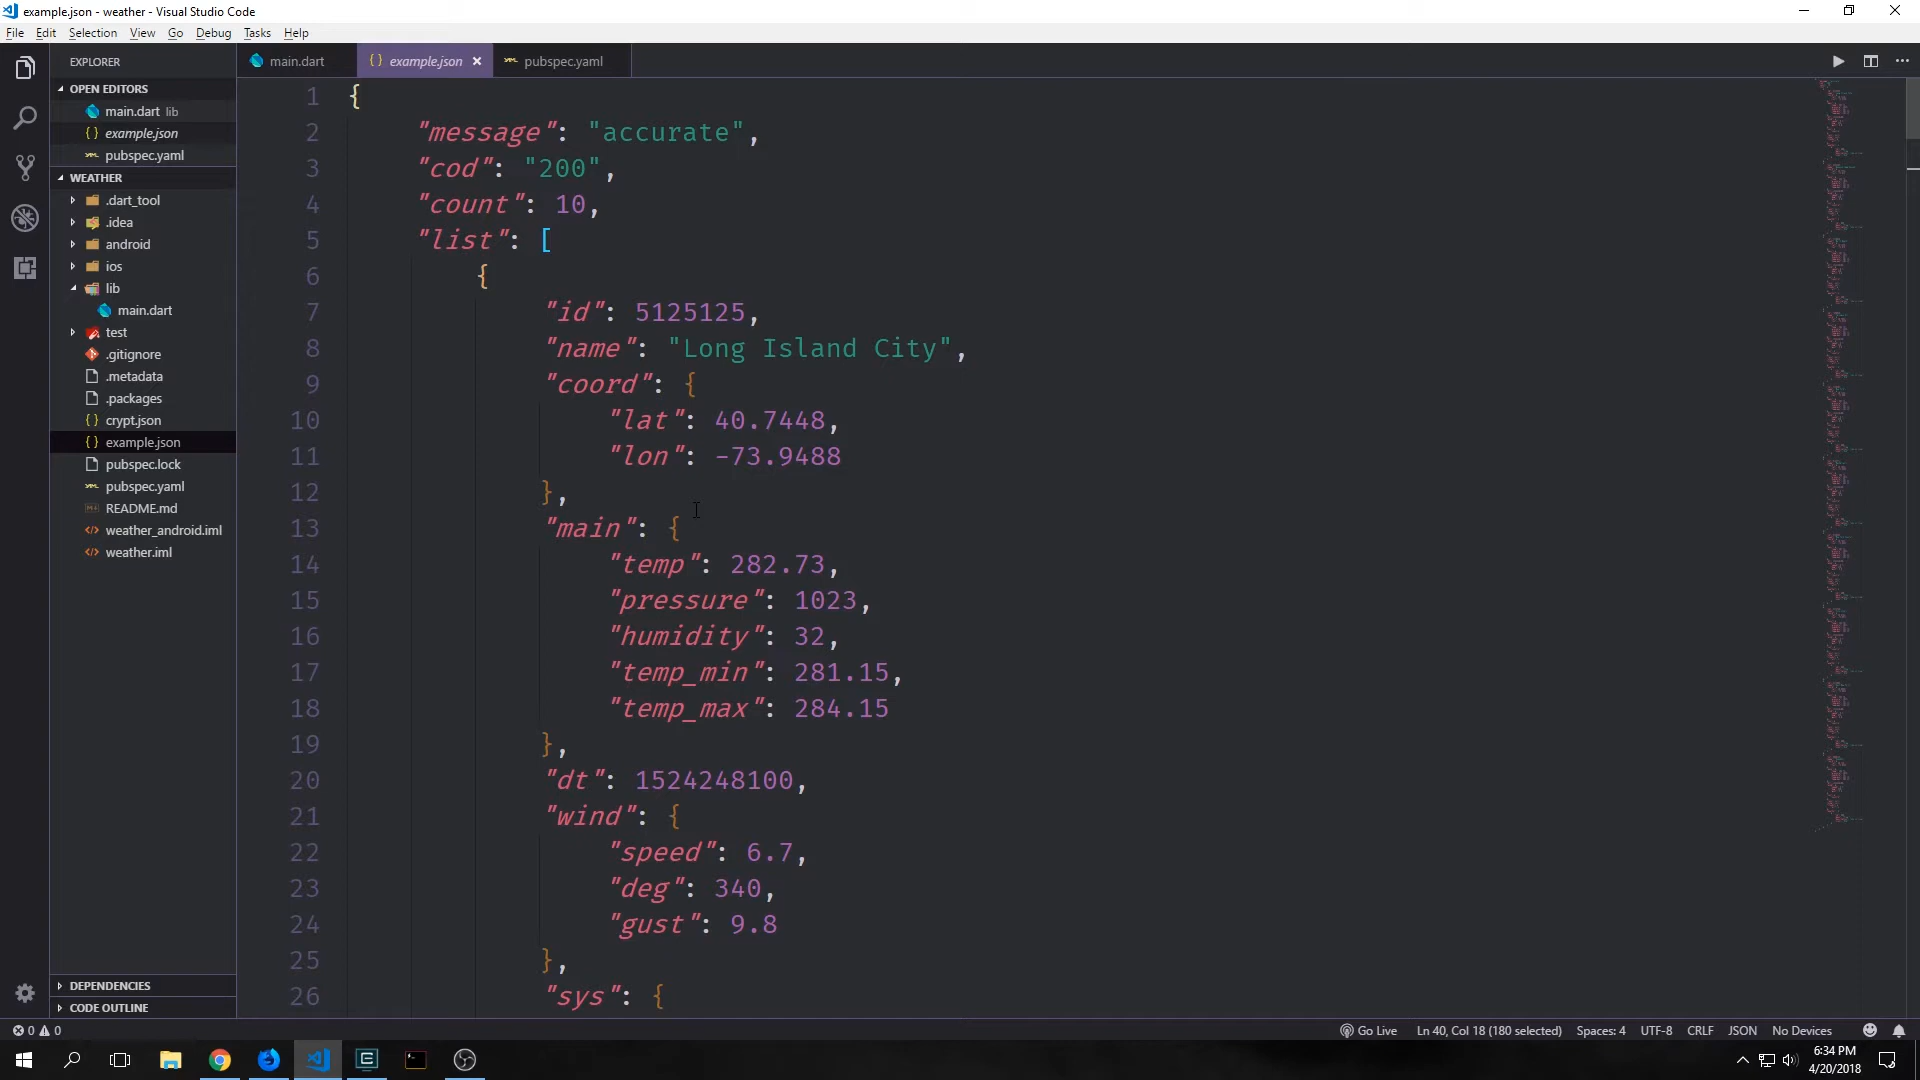 example.json - weather - Visual Studio Code
File Edit Selection View Go Debug Tasks Help
EXPLORER
main.dart
example.json
pubspec.yaml
OPEN EDITORS
main.dart lib
example.json
pubspec.yaml
WEATHER
.dart_tool
.idea
android
ios
lib
main.dart
test
.gitignore
.metadata
.packages
crypt.json
example.json
pubspec.lock
pubspec.yaml
README.md
weather_android.iml
weather.iml
DEPENDENCIES
CODE OUTLINE
1 {
2 "message": "accurate",
3 "cod": "200",
4 "count": 10,
5 "list": [
6 {
7 "id": 5125125,
8 "name": "Long Island City",
9 "coord": {
10 "lat": 40.7448,
11 "lon": -73.9488
12 },
13 "main": {
14 "temp": 282.73,
15 "pressure": 1023,
16 "humidity": 32,
17 "temp_min": 281.15,
18 "temp_max": 284.15
19 },
20 "dt": 1524248100,
21 "wind": {
22 "speed": 6.7,
23 "deg": 340,
24 "gust": 9.8
25 },
26 "sys": {
0 0
Go Live Ln 40, Col 18 (180 selected) Spaces: 4 UTF-8 CRLF JSON No Devices
6:34 PM
4/20/2018